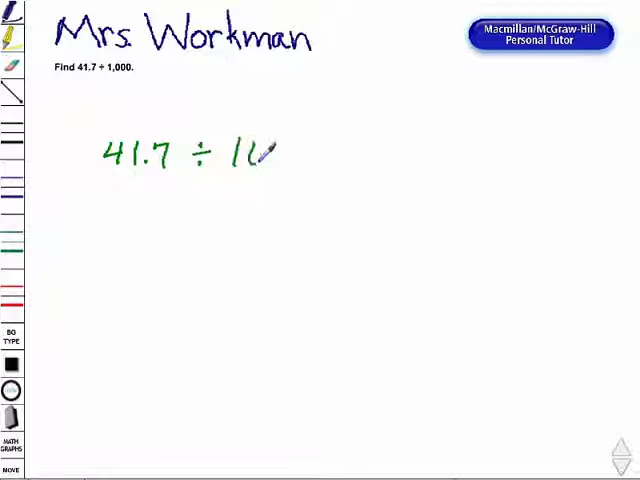 Mrs. Workman
Macmillan/McGraw-Hill
Personal Tutor
Find 41.7 ÷ 1,000.
41.7 ÷ 1
BG
TYPE
MATH
GRAPHS
MOVE